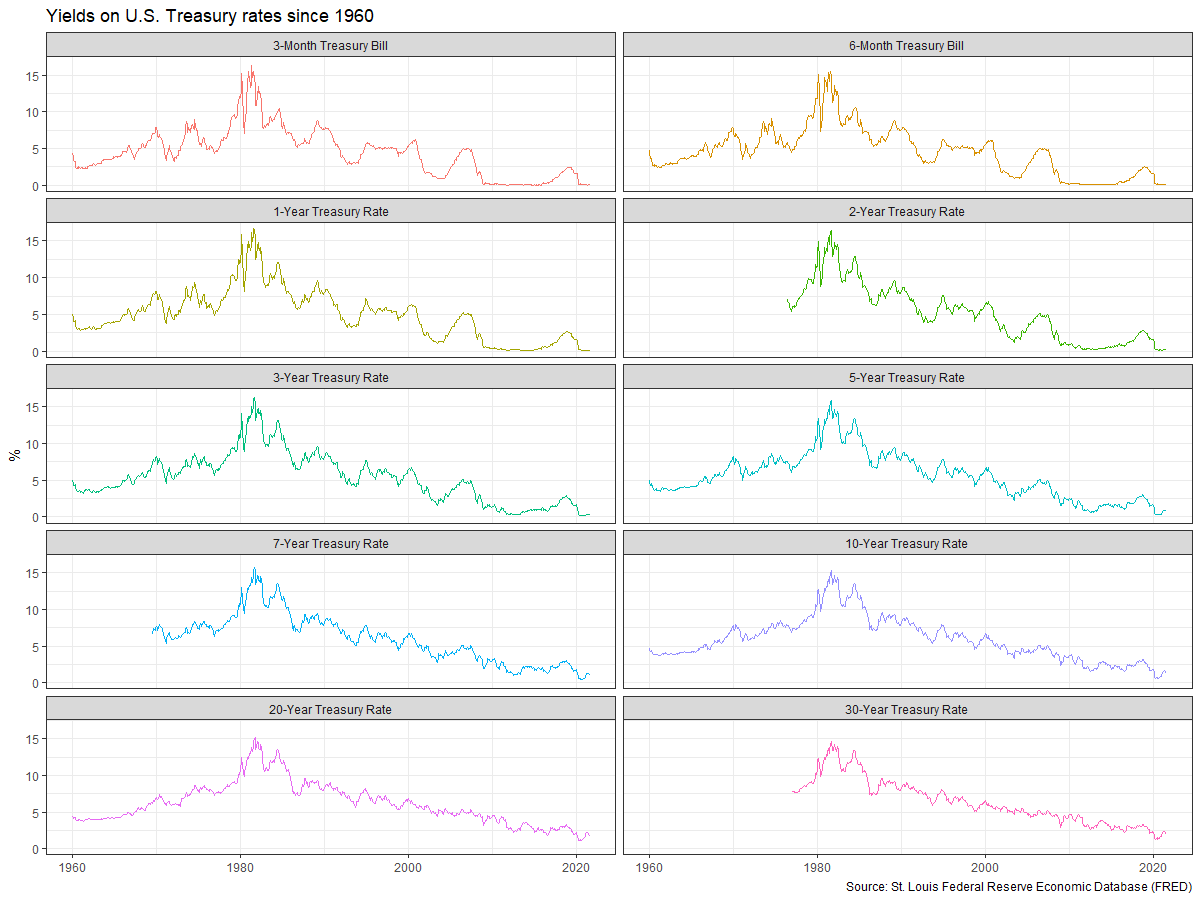 Yields on U.S. Treasury rates since 1960
3-Month Treasury Bill
6-Month Treasury Bill
15
10
5
0
1-Year Treasury Rate
2-Year Treasury Rate
15
10
5
0
3-Year Treasury Rate
5-Year Treasury Rate
15
10
5
0
%
7-Year Treasury Rate
10-Year Treasury Rate
15
10
5
0
20-Year Treasury Rate
30-Year Treasury Rate
15
10
5
0
1960 1980 2000 2020 1960 1980 2000 2020
Source: St. Louis Federal Reserve Economic Database (FRED)